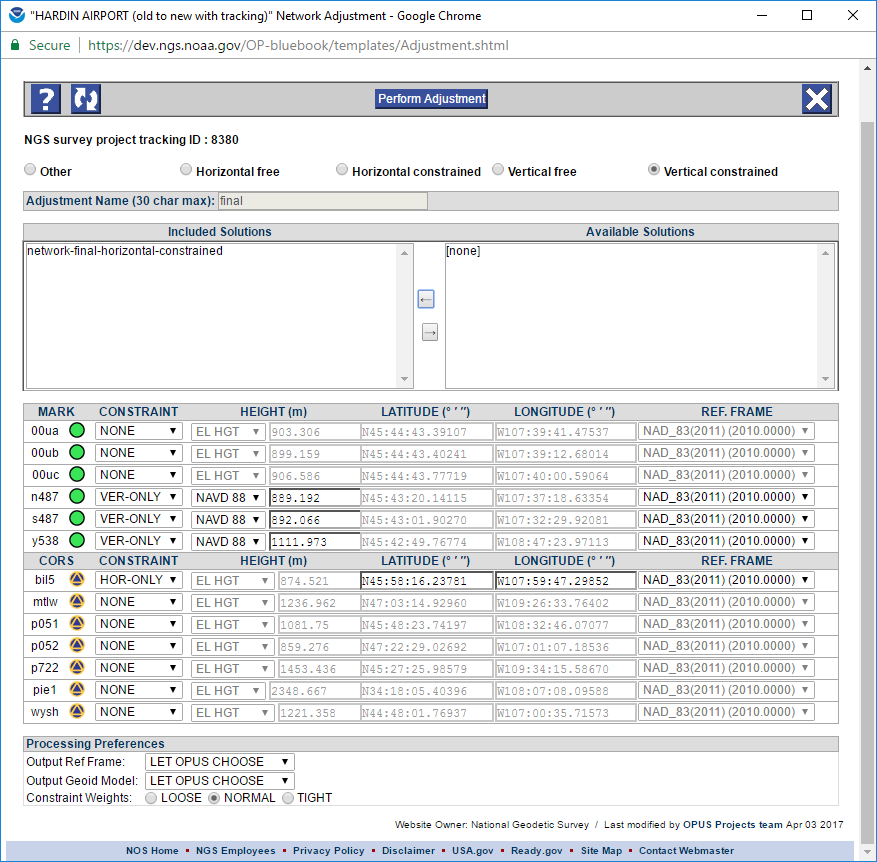 "HARDIN AIRPORT (old to new with tracking)" Network Adjustment - Google Chrome
Secure | https://dev.ngs.noaa.gov/OP-bluebook/templates/Adjustment.shtml
? Perform Adjustment X
NGS survey project tracking ID : 8380
Other Horizontal free Horizontal constrained Vertical free Vertical constrained
Adjustment Name (30 char max): final
Included Solutions Available Solutions
network-final-horizontal-constrained [none]
←
→
MARK CONSTRAINT HEIGHT (m) LATITUDE (° ′ ″) LONGITUDE (° ′ ″) REF. FRAME
00ua NONE EL HGT 903.306 N45:44:43.39107 W107:39:41.47537 NAD_83(2011) (2010.0000)
00ub NONE EL HGT 899.159 N45:44:43.40241 W107:39:12.68014 NAD_83(2011) (2010.0000)
00uc NONE EL HGT 906.586 N45:44:43.77719 W107:40:00.59064 NAD_83(2011) (2010.0000)
n487 VER-ONLY NAVD 88 889.192 N45:43:20.14115 W107:37:18.63354 NAD_83(2011) (2010.0000)
s487 VER-ONLY NAVD 88 892.066 N45:43:01.90270 W107:32:29.92081 NAD_83(2011) (2010.0000)
y538 VER-ONLY NAVD 88 1111.973 N45:42:49.76774 W108:47:23.97113 NAD_83(2011) (2010.0000)
CORS CONSTRAINT HEIGHT (m) LATITUDE (° ′ ″) LONGITUDE (° ′ ″) REF. FRAME
bil5 HOR-ONLY EL HGT 874.521 N45:58:16.23781 W107:59:47.29852 NAD_83(2011) (2010.0000)
mtlw NONE EL HGT 1236.962 N47:03:14.92960 W109:26:33.76402 NAD_83(2011) (2010.0000)
p051 NONE EL HGT 1081.75 N45:48:23.74197 W108:32:46.07077 NAD_83(2011) (2010.0000)
p052 NONE EL HGT 859.276 N47:22:29.02692 W107:01:07.18536 NAD_83(2011) (2010.0000)
p722 NONE EL HGT 1453.436 N45:27:25.98579 W109:34:15.58670 NAD_83(2011) (2010.0000)
pie1 NONE EL HGT 2348.667 N34:18:05.40396 W108:07:08.09588 NAD_83(2011) (2010.0000)
wysh NONE EL HGT 1221.358 N44:48:01.76937 W107:00:35.71573 NAD_83(2011) (2010.0000)
Processing Preferences
Output Ref Frame: LET OPUS CHOOSE
Output Geoid Model: LET OPUS CHOOSE
Constraint Weights: LOOSE NORMAL TIGHT
Website Owner: National Geodetic Survey / Last modified by OPUS Projects team Apr 03 2017
NOS Home ▪ NGS Employees ▪ Privacy Policy ▪ Disclaimer ▪ USA.gov ▪ Ready.gov ▪ Site Map ▪ Contact Webmaster